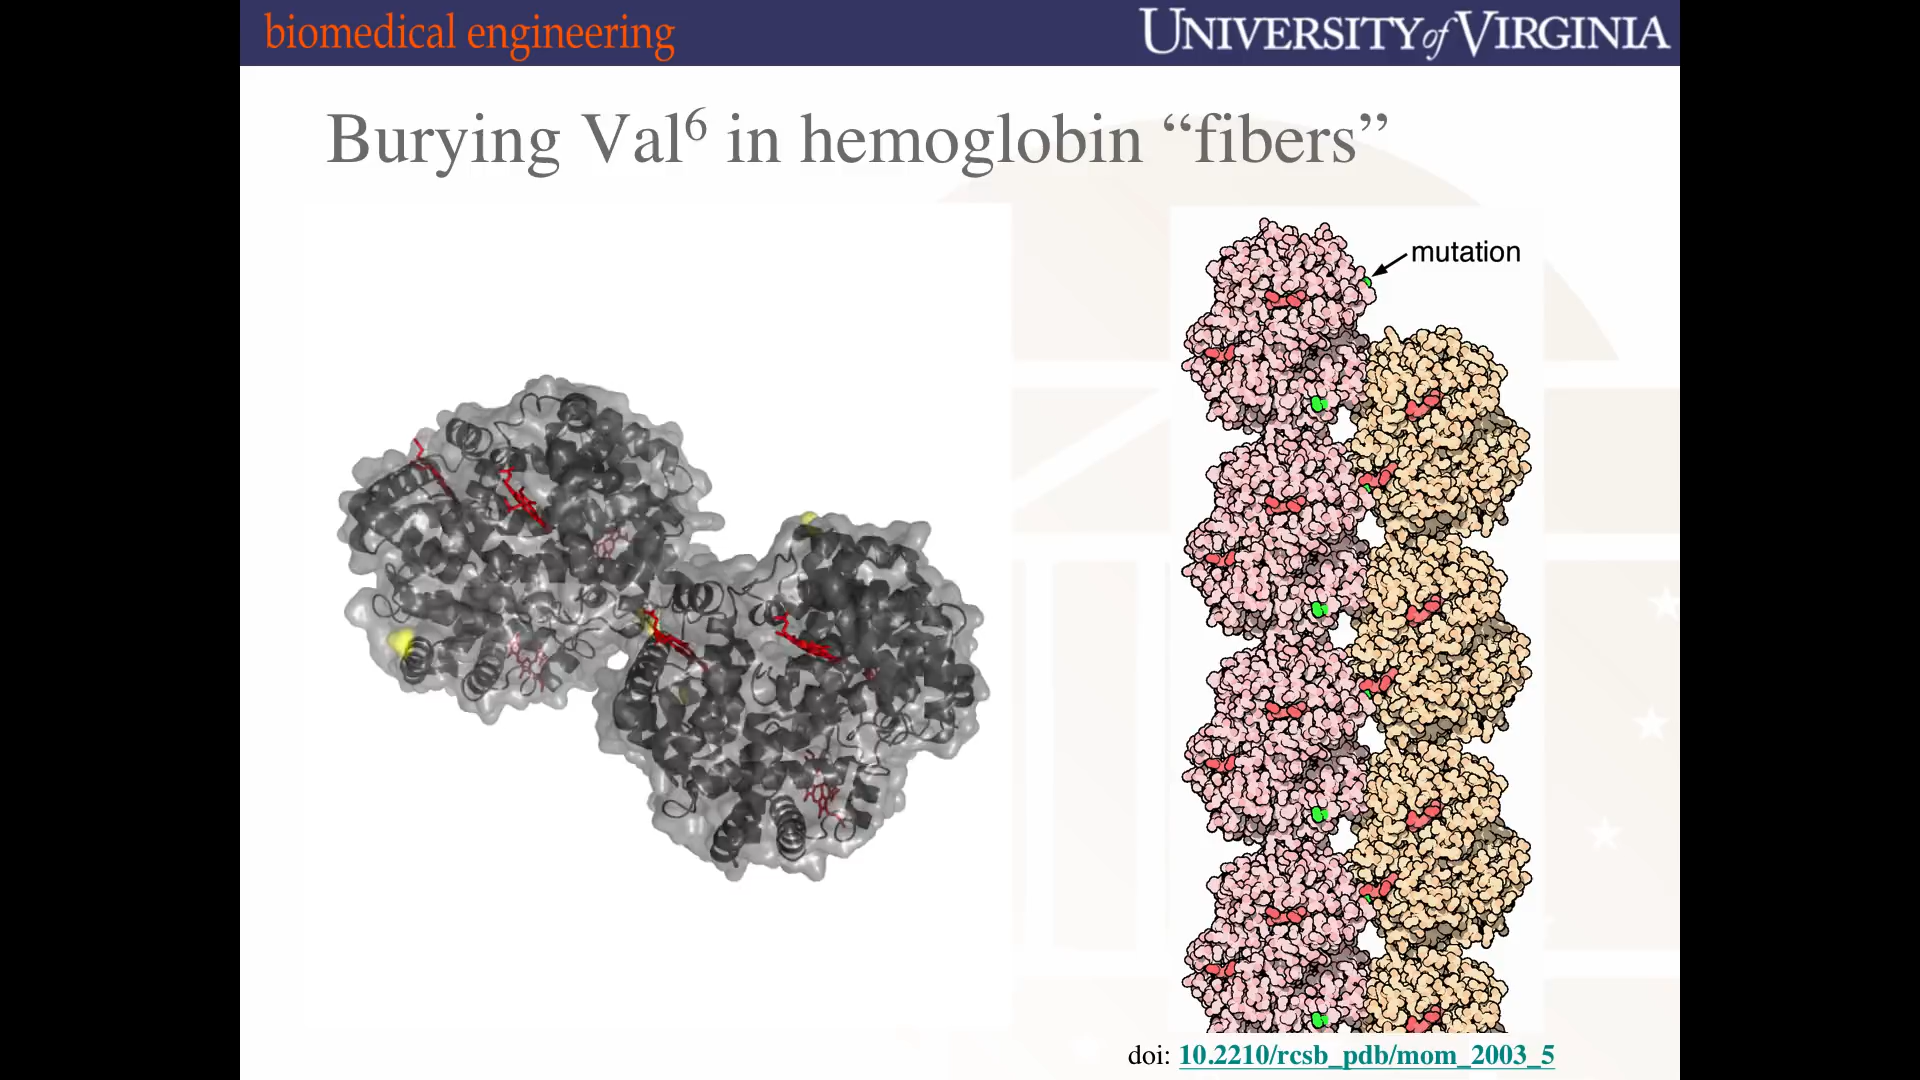 biomedical engineering
UNIVERSITY of VIRGINIA
Burying Val⁶ in hemoglobin “fibers”
mutation
doi: 10.2210/rcsb_pdb/mom_2003_5